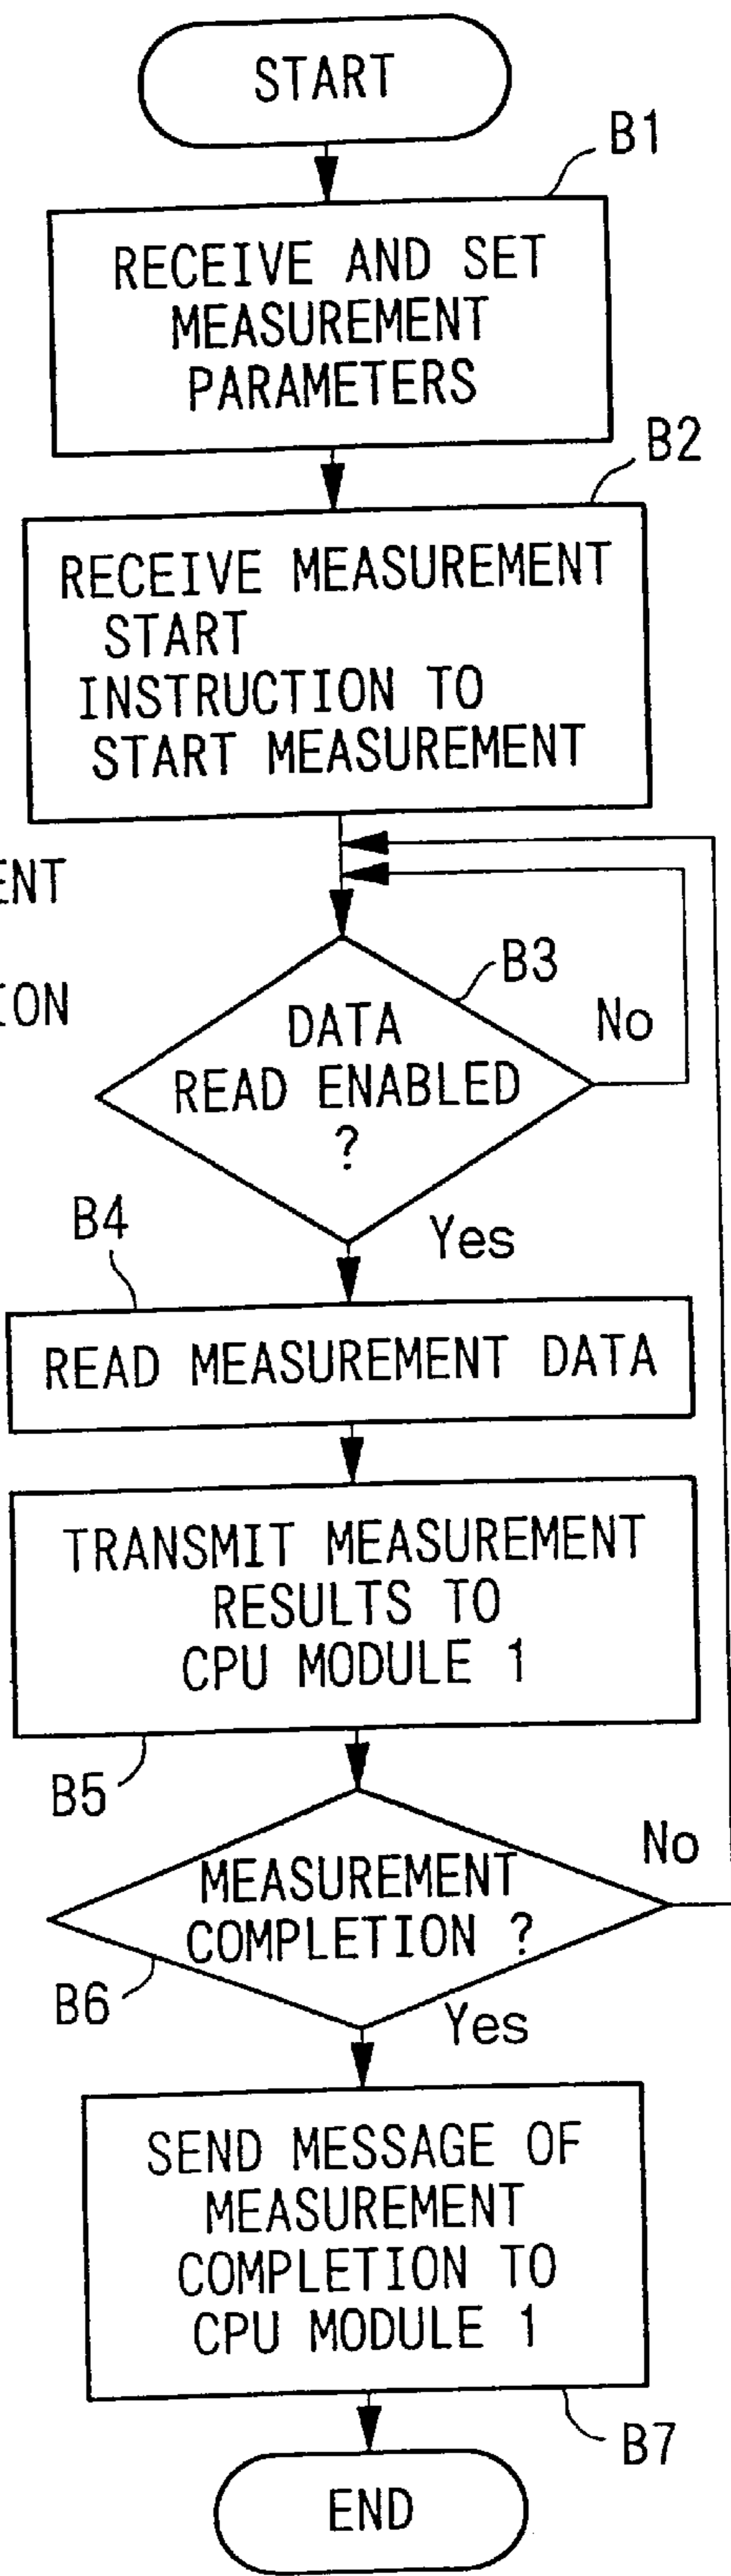 START
B1
RECEIVE AND SET
MEASUREMENT
PARAMETERS
B2
RECEIVE MEASUREMENT
START
INSTRUCTION TO
START MEASUREMENT
ENT
ION
B3
DATA
READ ENABLED
?
No
Yes
B4
READ MEASUREMENT DATA
TRANSMIT MEASUREMENT
RESULTS TO
CPU MODULE 1
B5
MEASUREMENT
COMPLETION ?
No
B6
Yes
SEND MESSAGE OF
MEASUREMENT
COMPLETION TO
CPU MODULE 1
B7
END